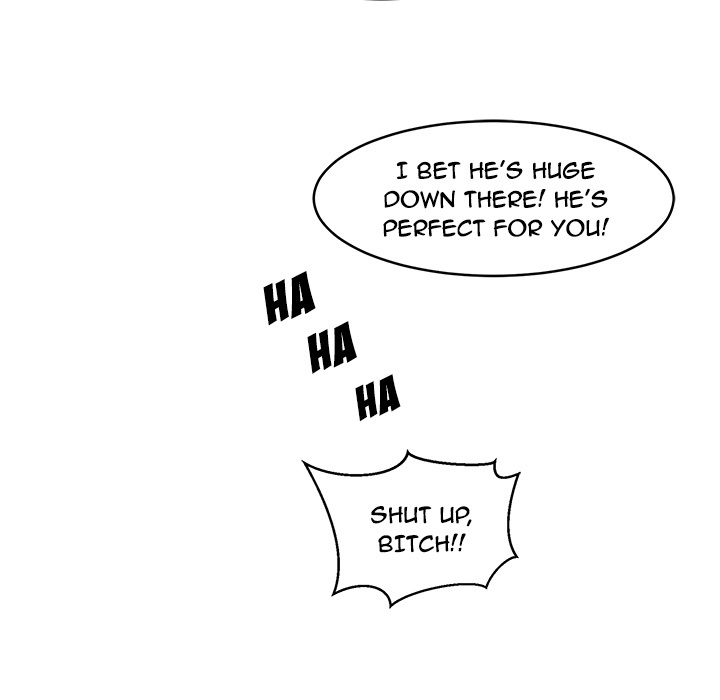 I BET HE'S HUGE
DOWN THERE! HE'S
PERFECT FOR YOU!
HA
HA
HA
SHUT UP,
BITCH!!